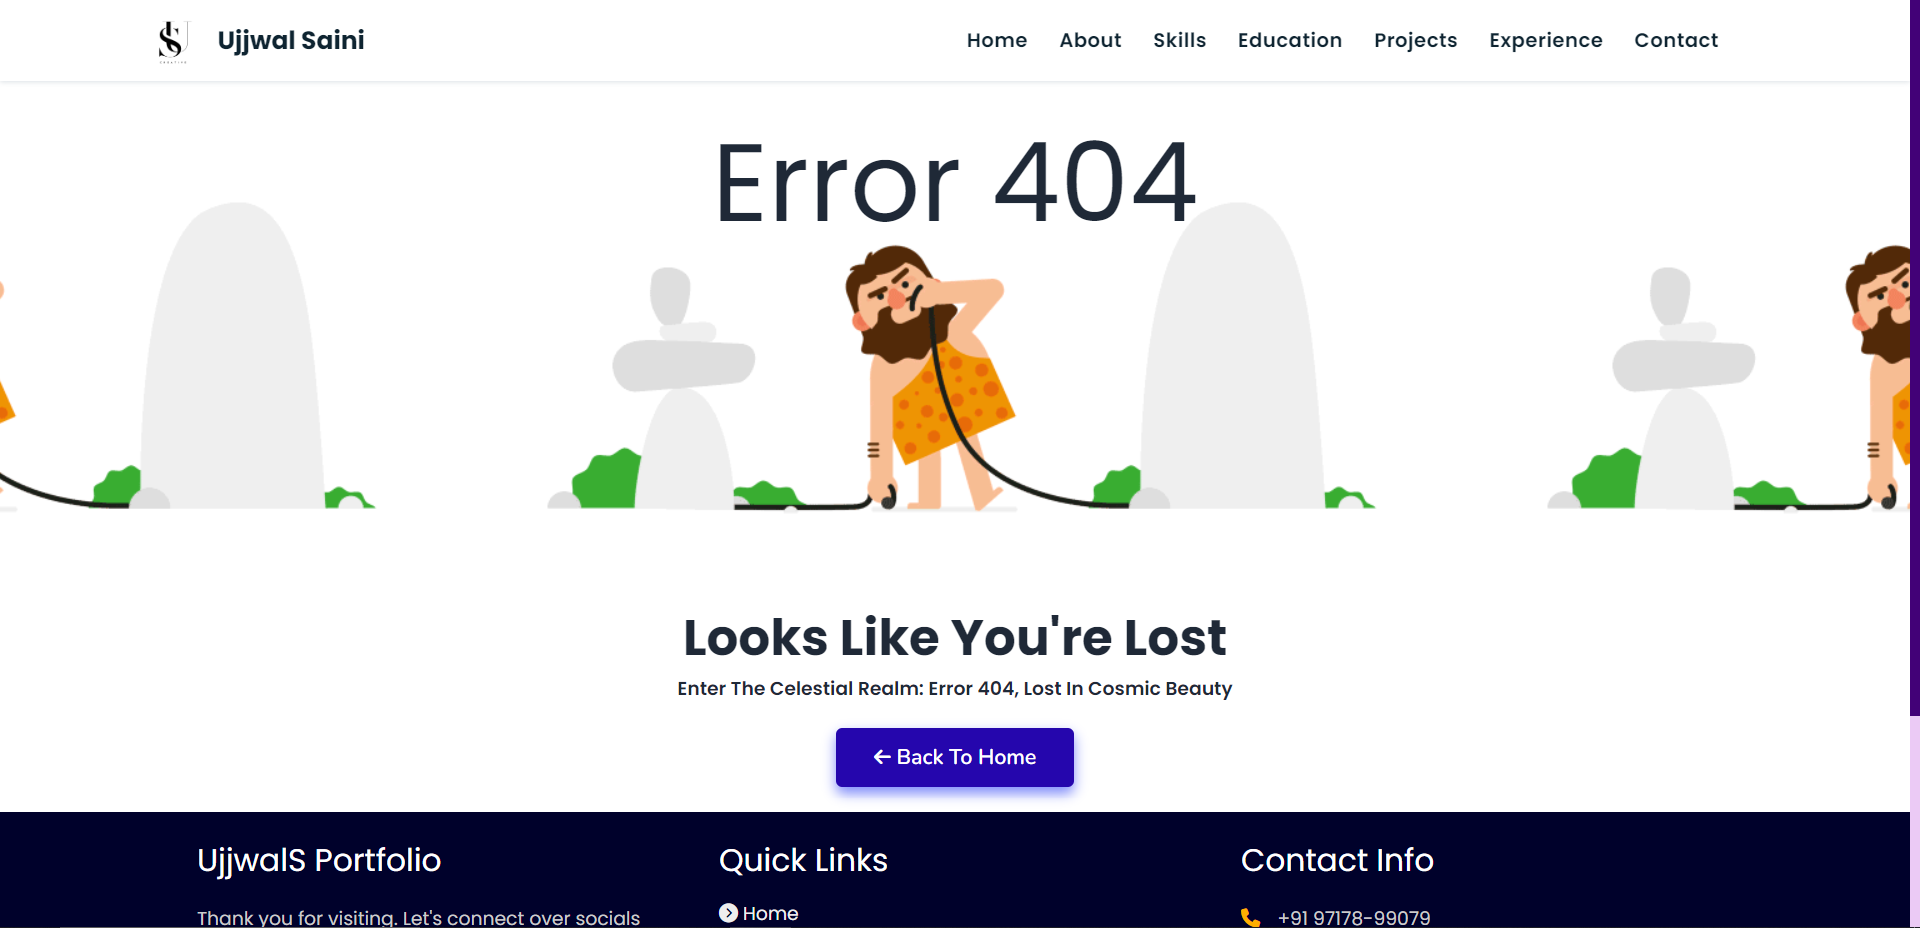 Ujjwal Saini
Home About Skills Education Projects Experience Contact
Error 404
Looks Like You're Lost
Enter The Celestial Realm: Error 404, Lost In Cosmic Beauty
Back To Home
UjjwalS Portfolio
Thank you for visiting. Let's connect over socials
Quick Links
Home
Contact Info
+91 97178-99079